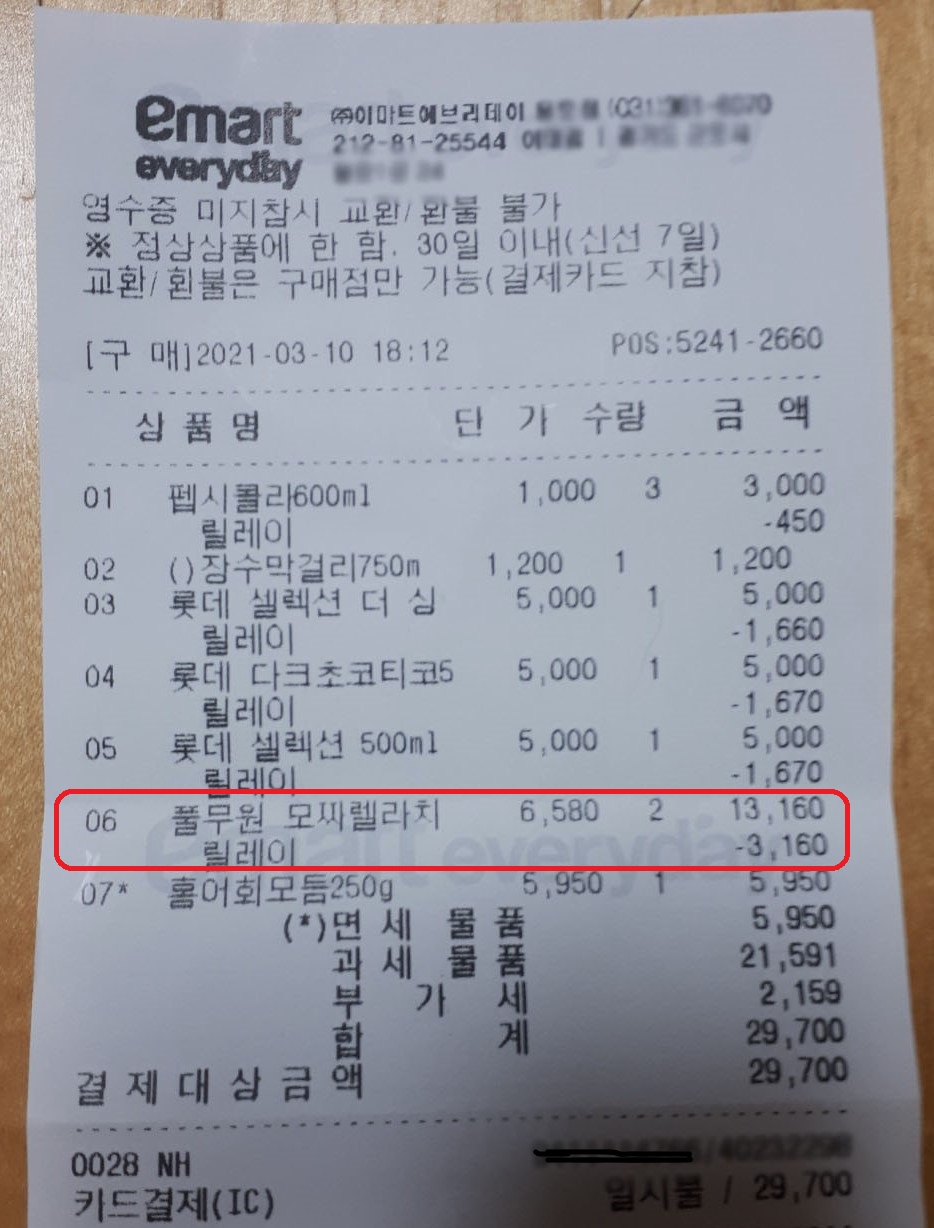 emart
everyday
㈜이마트에브리데이
212-81-25544
영수증 미지참시 교환/환불 불가
※ 정상상품에 한 함. 30일 이내(신선 7일)
교환/환불은 구매점만 가능(결제카드 지참)
[구 매]2021-03-10 18:12 POS:5241-2660
상 품 명 단 가 수량 금 액
01 펩시콜라600ml 1,000 3 3,000
릴레이 -450
02 ()장수막걸리750m 1,200 1 1,200
03 롯데 셀렉션 더 싱 5,000 1 5,000
릴레이 -1,660
04 롯데 다크초코티코5 5,000 1 5,000
릴레이 -1,670
05 롯데 셀렉션 500ml 5,000 1 5,000
릴레이 -1,670
06 풀무원 모짜렐라치 6,580 2 13,160
릴레이 -3,160
07* 홍어회모듬250g 5,950 1 5,950
(*)면 세 물 품 5,950
과 세 물 품 21,591
부 가 세 2,159
합 계 29,700
결 제 대 상 금 액 29,700
0028 NH /40232298
카드결제(IC) 일시불 / 29,700